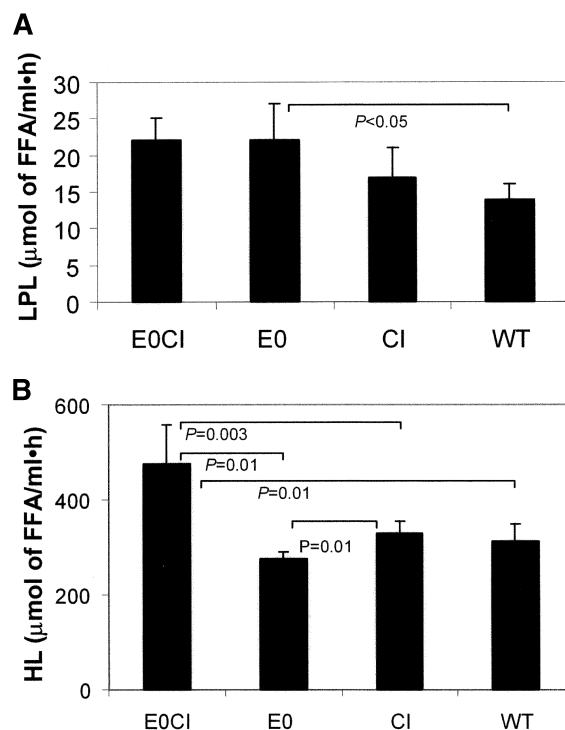 A
LPL (μmol of FFA/ml•h)
30
25
20
15
10
5
0
P<0.05
E0CI E0 CI WT
B
HL (μmol of FFA/ml•h)
600
400
200
0
P=0.003
P=0.01
P=0.01
P=0.01
E0CI E0 CI WT